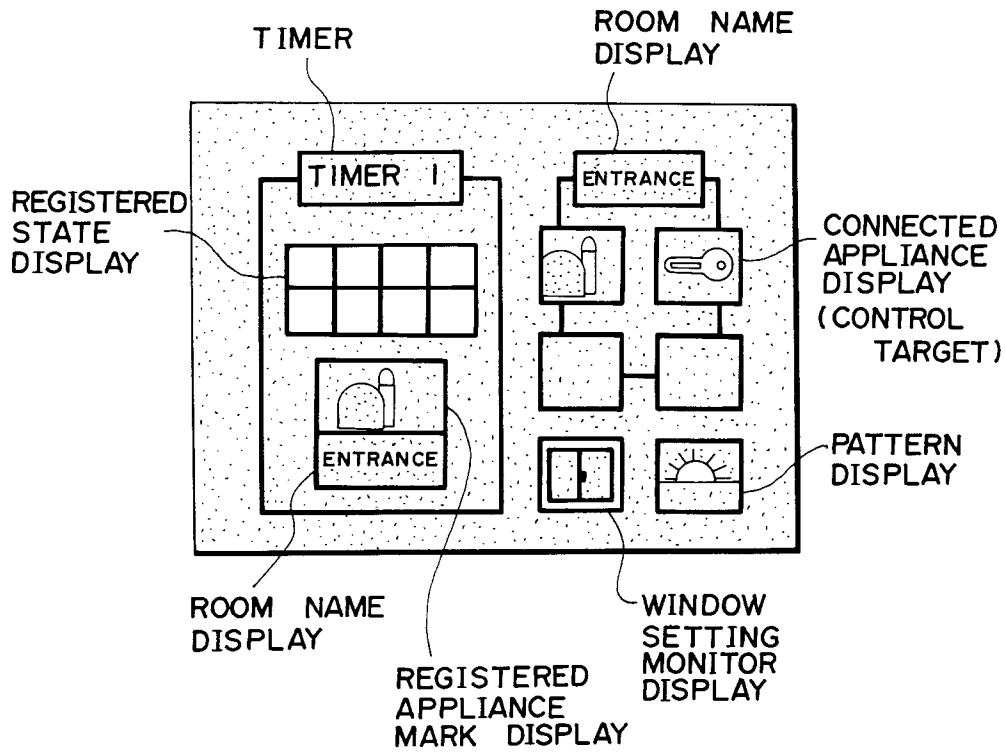 TIMER
ROOM NAME
DISPLAY
TIMER 1
ENTRANCE
REGISTERED
STATE
DISPLAY
CONNECTED
APPLIANCE
DISPLAY
(CONTROL
TARGET)
ENTRANCE
PATTERN
DISPLAY
ROOM NAME
DISPLAY
WINDOW
SETTING
MONITOR
DISPLAY
REGISTERED
APPLIANCE
MARK DISPLAY